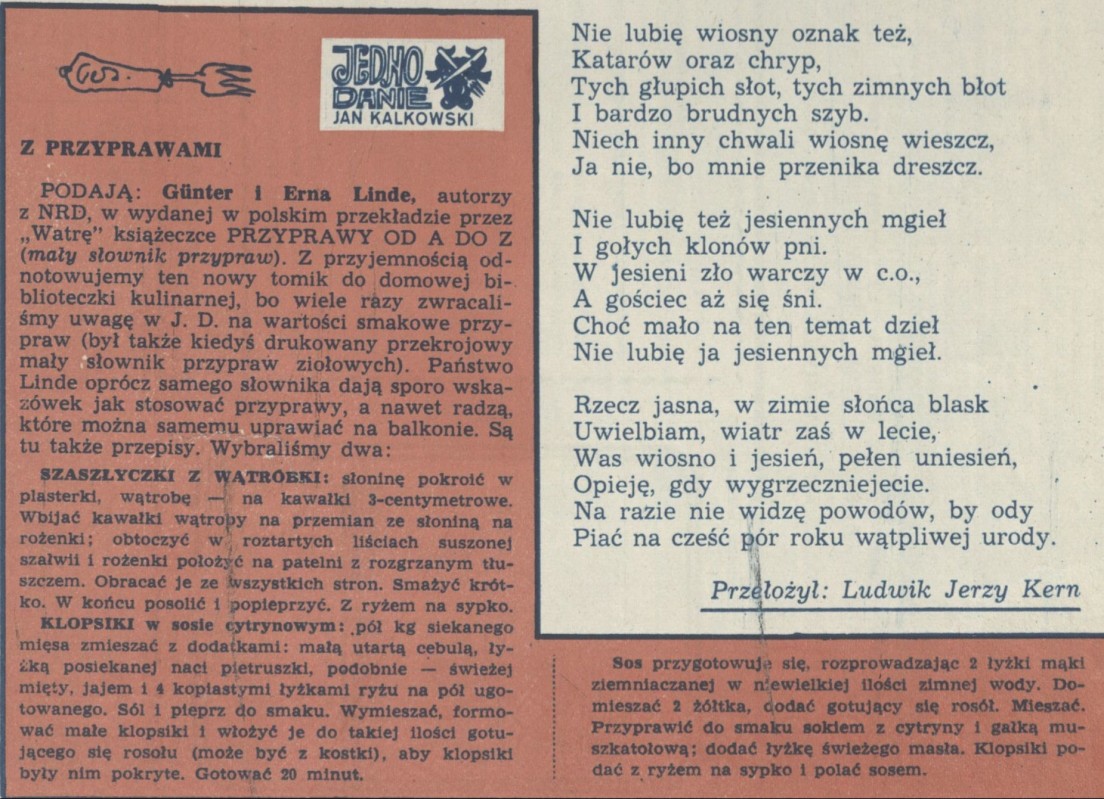 JEDNO
DANIE
JAN KALKOWSKI
Z PRZYPRAWAMI
PODAJĄ: Günter i Erna Linde, autorzy
z NRD, w wydanej w polskim przekładzie przez
„Watrę” książeczce PRZYPRAWY OD A DO Z
(mały słownik przypraw). Z przyjemnością od-
notowujemy ten nowy tomik do domowej bi-
blioteczki kulinarnej, bo wiele razy zwracali-
śmy uwagę w J. D. na wartości smakowe przy-
praw (był także kiedyś drukowany przekrojowy
mały słownik przypraw ziołowych). Państwo
Linde oprócz samego słownika dają sporo wska-
zówek jak stosować przyprawy, a nawet radzą,
które można samemu uprawiać na balkonie. Są
tu także przepisy. Wybraliśmy dwa:
SZASZŁYCZKI Z WĄTRÓBKI: słoninę pokroić w
plasterki, wątrobę — na kawałki 3-centymetrowe.
Wbijać kawałki wątroby na przemian ze słoniną na
rożenki; obtoczyć w roztartych liściach suszonej
szałwii i rożenki położyć na patelni z rozgrzanym tłu-
szczem. Obracać je ze wszystkich stron. Smażyć krót-
ko. W końcu posolić i popieprzyć. Z ryżem na sypko.
KLOPSIKI w sosie cytrynowym: pół kg siekanego
mięsa zmieszać z dodatkami: małą utartą cebulą, ły-
żką posiekanej naci pietruszki, podobnie — świeżej
mięty, jajem i 4 kopiastymi łyżkami ryżu na pół ugo-
towanego. Sól i pieprz do smaku. Wymieszać, formo-
wać małe klopsiki i włożyć je do takiej ilości gotu-
jącego się rosołu (może być z kostki), aby klopsiki
były nim pokryte. Gotować 20 minut.
Sos przygotowuje się, rozprowadzając 2 łyżki mąki
ziemniaczanej w niewielkiej ilości zimnej wody. Do-
mieszać 2 żółtka, dodać gotujący się rosół. Mieszać.
Przyprawić do smaku sokiem z cytryny i gałką mu-
szkatołową; dodać łyżkę świeżego masła. Klopsiki po-
dać z ryżem na sypko i polać sosem.
Nie lubię wiosny oznak też,
Katarów oraz chryp,
Tych głupich słot, tych zimnych błot
I bardzo brudnych szyb.
Niech inny chwali wiosnę wieszcz,
Ja nie, bo mnie przenika dreszcz.
Nie lubię też jesiennych mgieł
I gołych klonów pni.
W jesieni zło warczy w c.o.,
A gościec aż się śni.
Choć mało na ten temat dzieł
Nie lubię ja jesiennych mgieł.
Rzecz jasna, w zimie słońca blask
Uwielbiam, wiatr zaś w lecie,
Was wiosno i jesień, pełen uniesień,
Opieję, gdy wygrzeczniejecie.
Na razie nie widzę powodów, by ody
Piać na cześć pór roku wątpliwej urody.
Przełożył: Ludwik Jerzy Kern